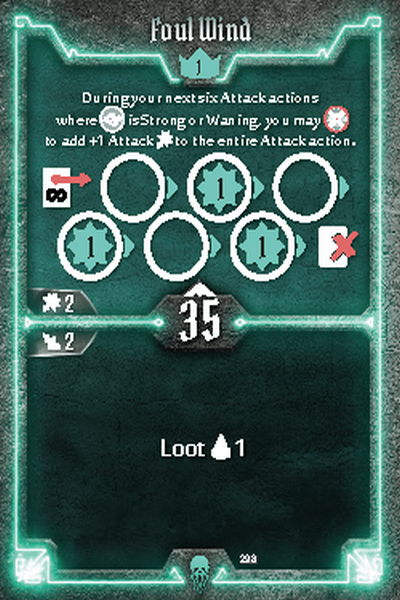 Foul Wind
1
During your next six Attack actions
where is Strong or Waning, you may
to add +1 Attack to the entire Attack action.
1
1 1
2
35
2
Loot 1
293